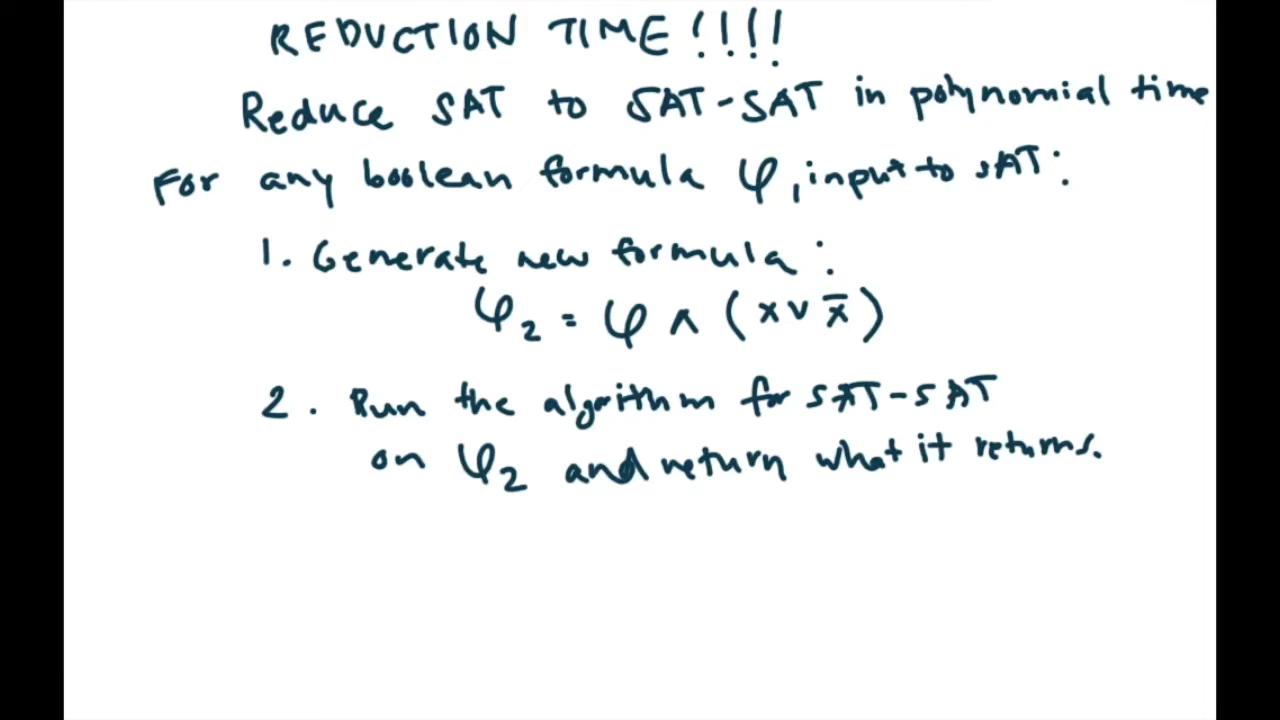 REDUCTION TIME!!!!
Reduce SAT to SAT-SAT in polynomial time
For any boolean formula φ, input to SAT:
1. Generate new formula:
φ₂ = φ ∧ (x ∨ x̄)
2. Run the algorithm for SAT-SAT
on φ₂ and return what it returns.